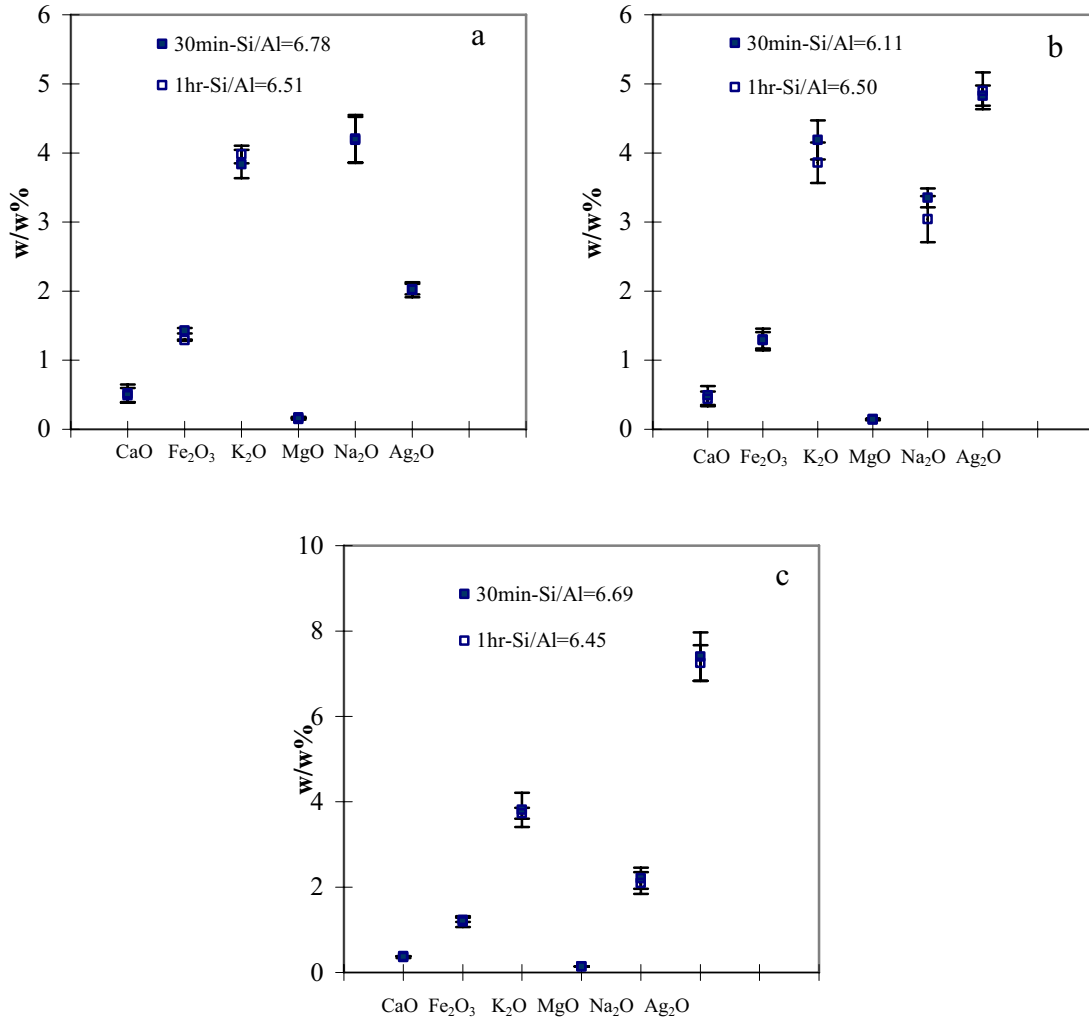 a
30min-Si/Al=6.78
1hr-Si/Al=6.51
w/w%
6
5
4
3
2
1
0
CaO Fe₂O₃ K₂O MgO Na₂O Ag₂O
b
30min-Si/Al=6.11
1hr-Si/Al=6.50
w/w%
6
5
4
3
2
1
0
CaO Fe₂O₃ K₂O MgO Na₂O Ag₂O
c
30min-Si/Al=6.69
1hr-Si/Al=6.45
w/w%
10
8
6
4
2
0
CaO Fe₂O₃ K₂O MgO Na₂O Ag₂O